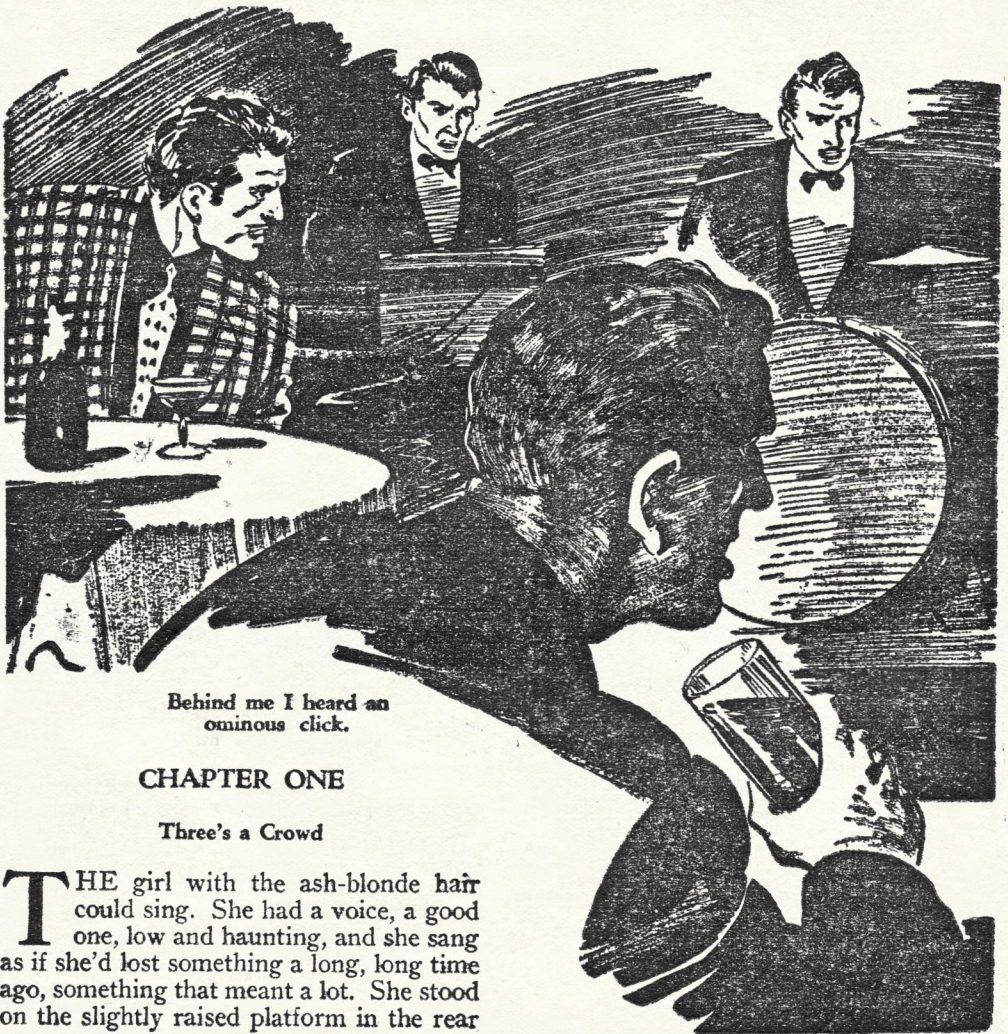 Behind me I heard an
ominous click.
CHAPTER ONE
Three's a Crowd
THE girl with the ash-blonde hair
could sing. She had a voice, a good
one, low and haunting, and she sang
as if she'd lost something a long, long time
ago, something that meant a lot. She stood
on the slightly raised platform in the rear